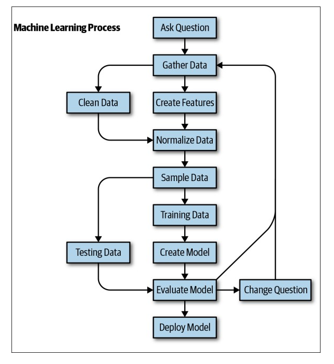 Machine Learning Process
Ask Question
Gather Data
Clean Data
Create Features
Normalize Data
Sample Data
Training Data
Testing Data
Create Model
Evaluate Model
Change Question
Deploy Model